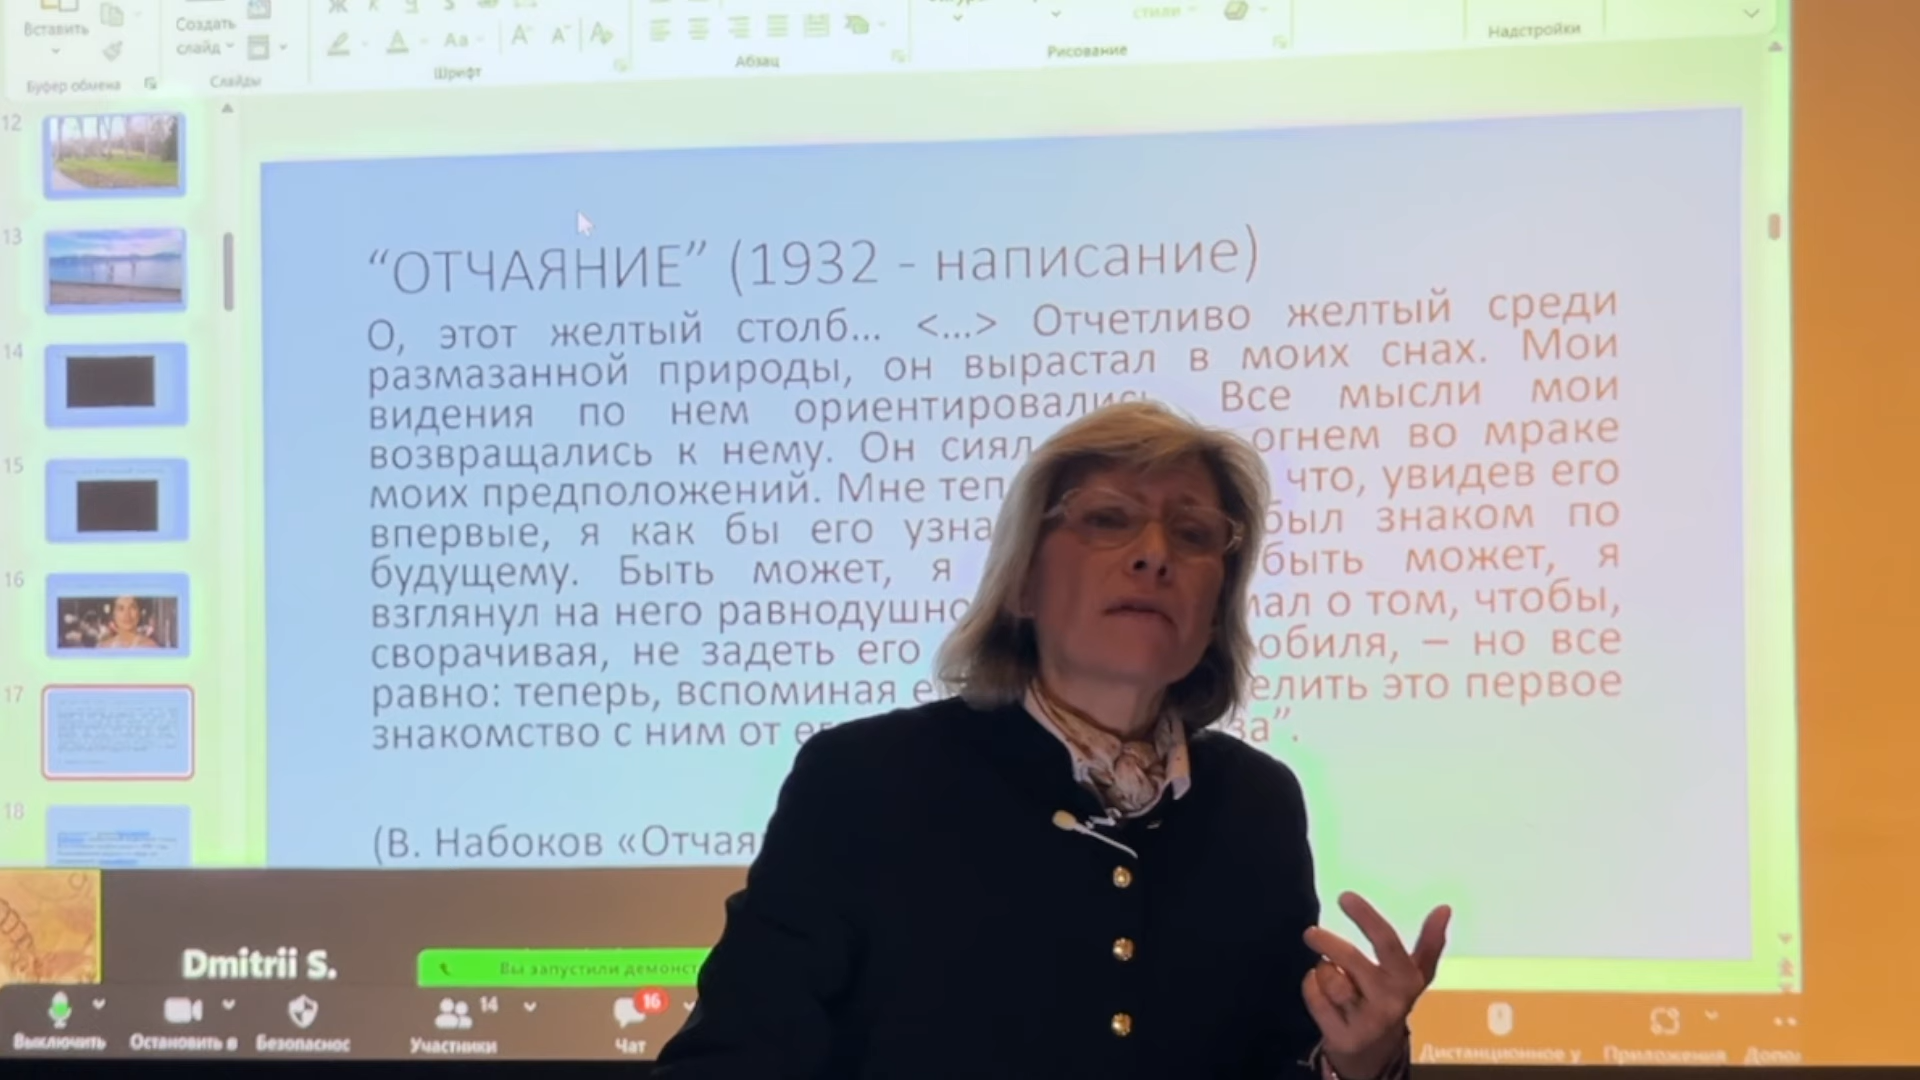 Вставить
Создать
слайд
Буфер обмена
Слайды
Ж К Ч S
Aa
Шрифт
Абзац
Рисование
стили
Надстройки
12
13
14
15
16
17
18
“ОТЧАЯНИЕ” (1932 - написание)
О, этот желтый столб... <...> Отчетливо желтый среди
размазанной природы, он вырастал в моих снах. Мои
видения по нем ориентировались. Все мысли мои
возвращались к нему. Он сиял огнем во мраке
моих предположений. Мне теп что, увидев его
впервые, я как бы его узна был знаком по
будущему. Быть может, я быть может, я
взглянул на него равнодушно мал о том, чтобы,
сворачивая, не задеть его обиля, – но все
равно: теперь, вспоминая е елить это первое
знакомство с ним от ег за”.
(В. Набоков «Отчая
Dmitrii S.
Вы запустили демонст
14
16
Выключить
Остановить в
Безопаснос
Участники
Чат
Дистанционное у
Приложения
Допо